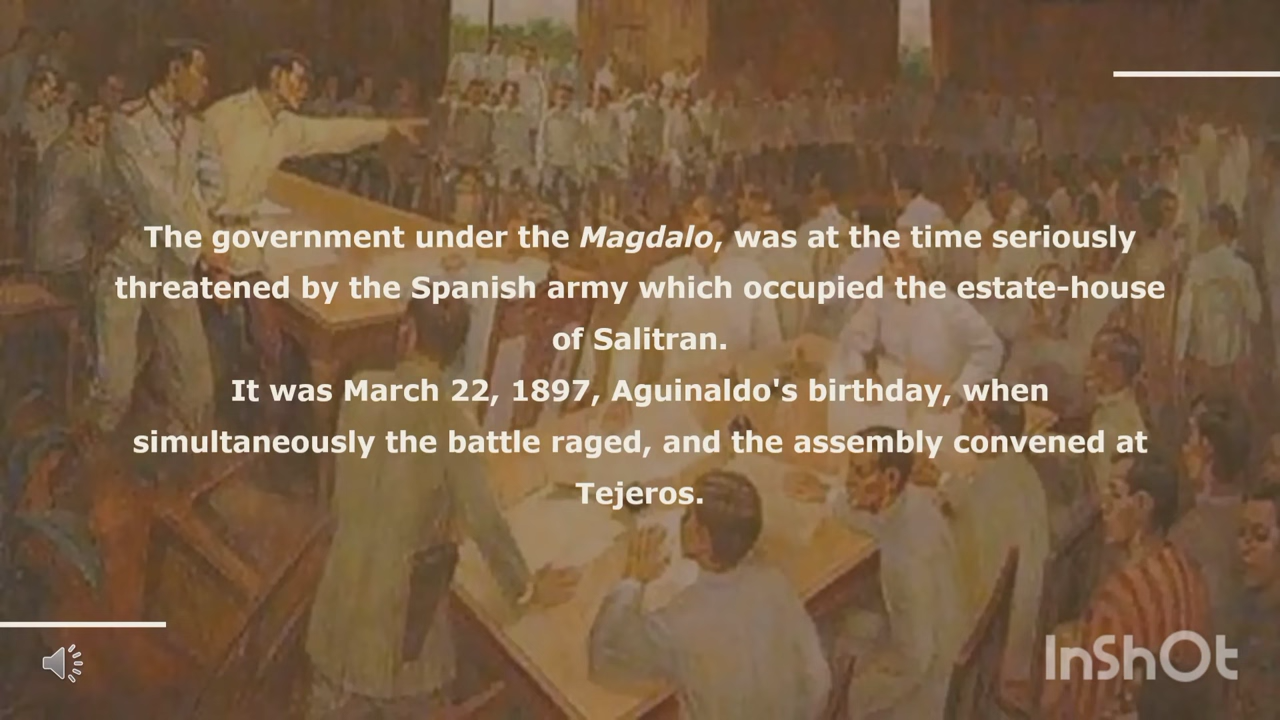 The government under the Magdalo, was at the time seriously
threatened by the Spanish army which occupied the estate-house
of Salitran.
It was March 22, 1897, Aguinaldo's birthday, when
simultaneously the battle raged, and the assembly convened at
Tejeros.
InShOt